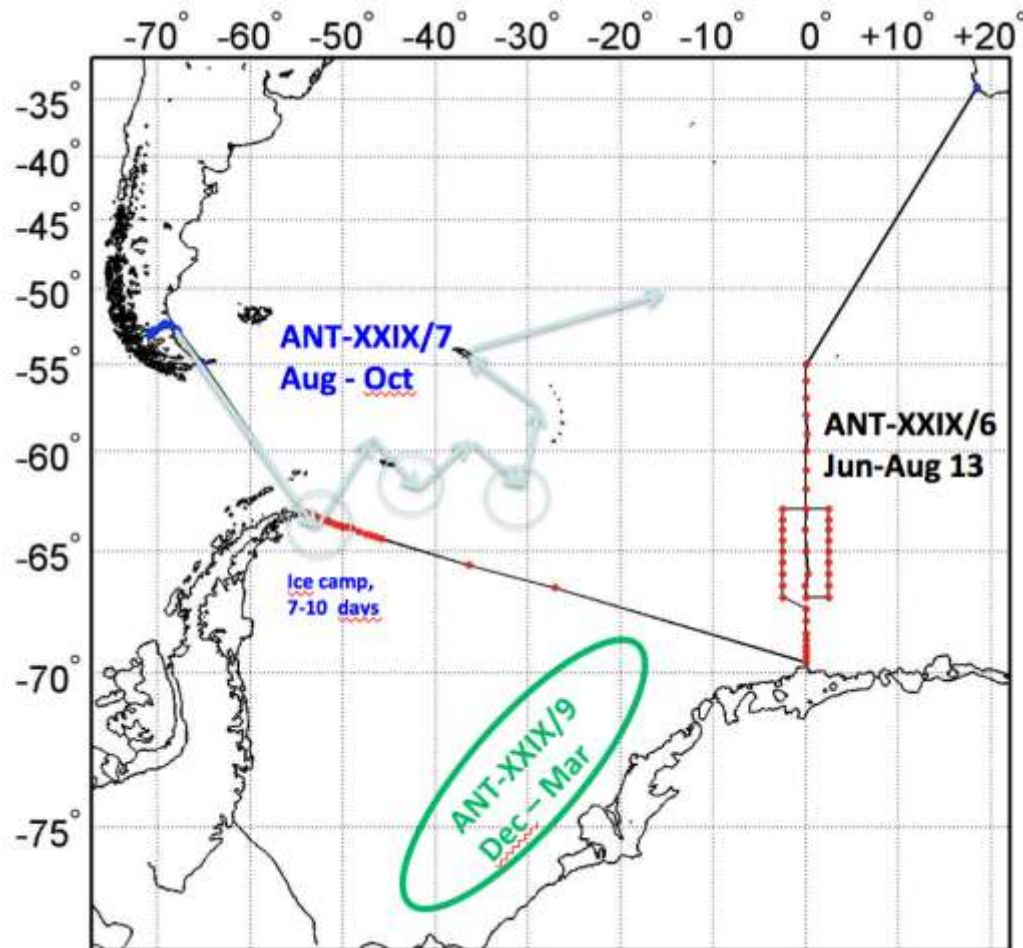 -70° -60° -50° -40° -30° -20° -10° 0° +10° +20°
-35°
-40°
-45°
-50°
-55°
-60°
-65°
-70°
-75°
ANT-XXIX/7
Aug - Oct
ANT-XXIX/6
Jun-Aug 13
Ice camp,
7-10 days
ANT-XXIX/9
Dec – Mar